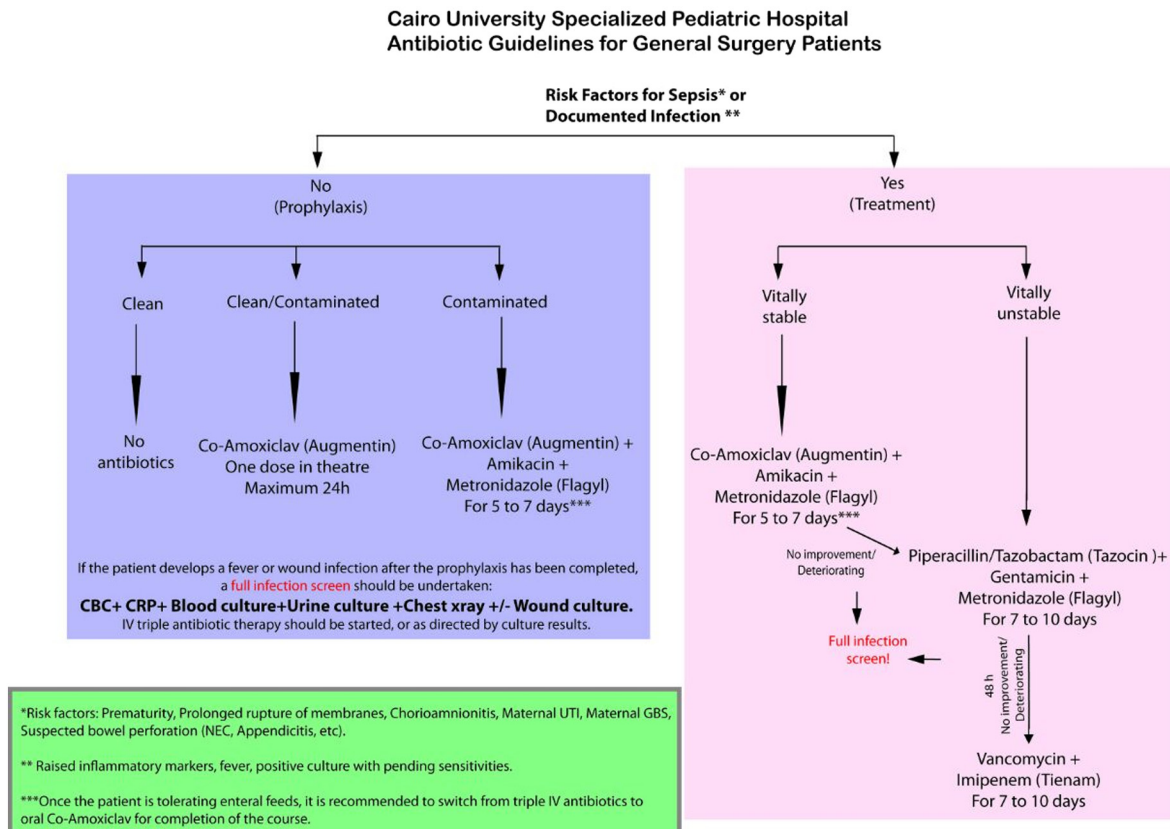 Cairo University Specialized Pediatric Hospital
Antibiotic Guidelines for General Surgery Patients
Risk Factors for Sepsis* or
Documented Infection **
No
(Prophylaxis)
Clean
Clean/Contaminated
Contaminated
No
antibiotics
Co-Amoxiclav (Augmentin)
One dose in theatre
Maximum 24h
Co-Amoxiclav (Augmentin) +
Amikacin +
Metronidazole (Flagyl)
For 5 to 7 days***
If the patient develops a fever or wound infection after the prophylaxis has been completed,
a full infection screen should be undertaken:
CBC+ CRP+ Blood culture+Urine culture +Chest xray +/- Wound culture.
IV triple antibiotic therapy should be started, or as directed by culture results.
Yes
(Treatment)
Vitally
stable
Vitally
unstable
Co-Amoxiclav (Augmentin) +
Amikacin +
Metronidazole (Flagyl)
For 5 to 7 days***
No improvement/
Deteriorating
Full infection
screen!
Piperacillin/Tazobactam (Tazocin )+
Gentamicin +
Metronidazole (Flagyl)
For 7 to 10 days
48 h
No improvement/
Deteriorating
Vancomycin +
Imipenem (Tienam)
For 7 to 10 days
*Risk factors: Prematurity, Prolonged rupture of membranes, Chorioamnionitis, Maternal UTI, Maternal GBS,
Suspected bowel perforation (NEC, Appendicitis, etc).
** Raised inflammatory markers, fever, positive culture with pending sensitivities.
***Once the patient is tolerating enteral feeds, it is recommended to switch from triple IV antibiotics to
oral Co-Amoxiclav for completion of the course.